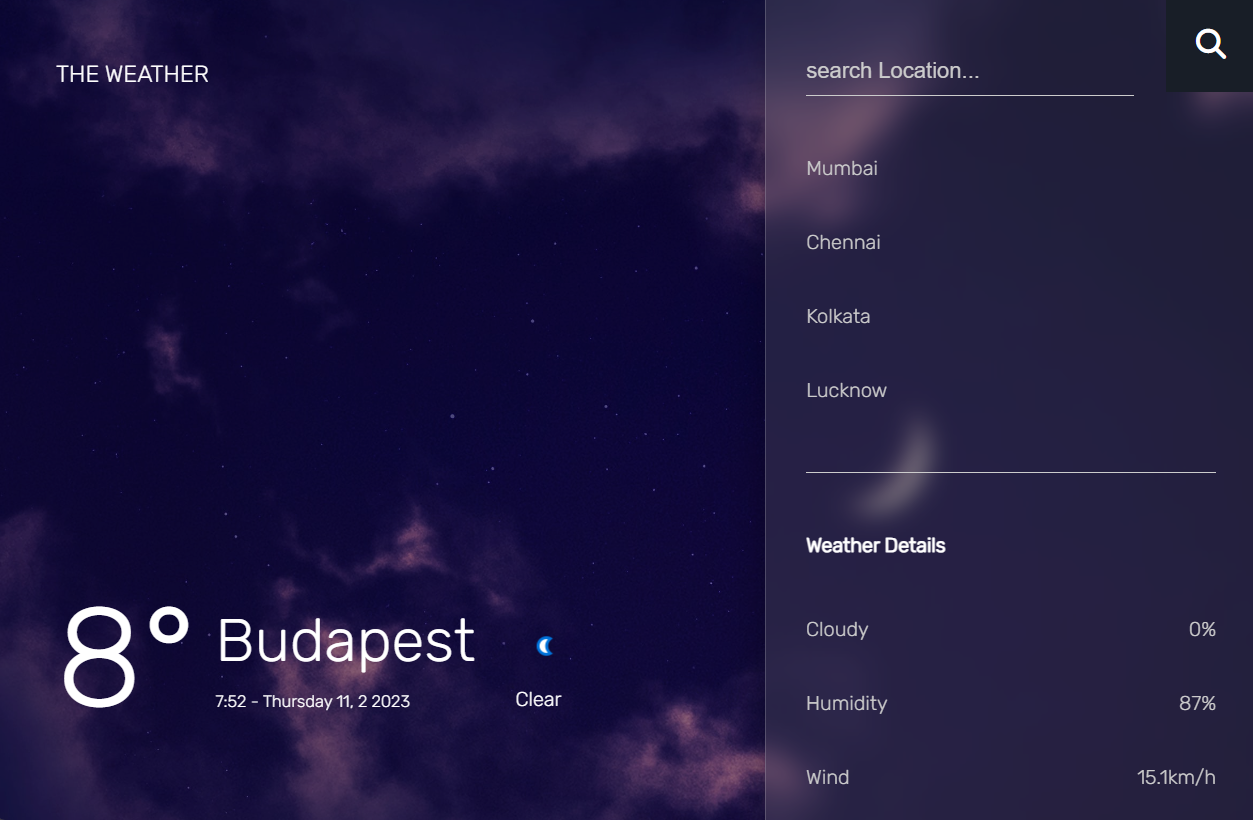 THE WEATHER
8° Budapest
7:52 - Thursday 11, 2 2023
Clear
search Location...
Mumbai
Chennai
Kolkata
Lucknow
Weather Details
Cloudy 0%
Humidity 87%
Wind 15.1km/h